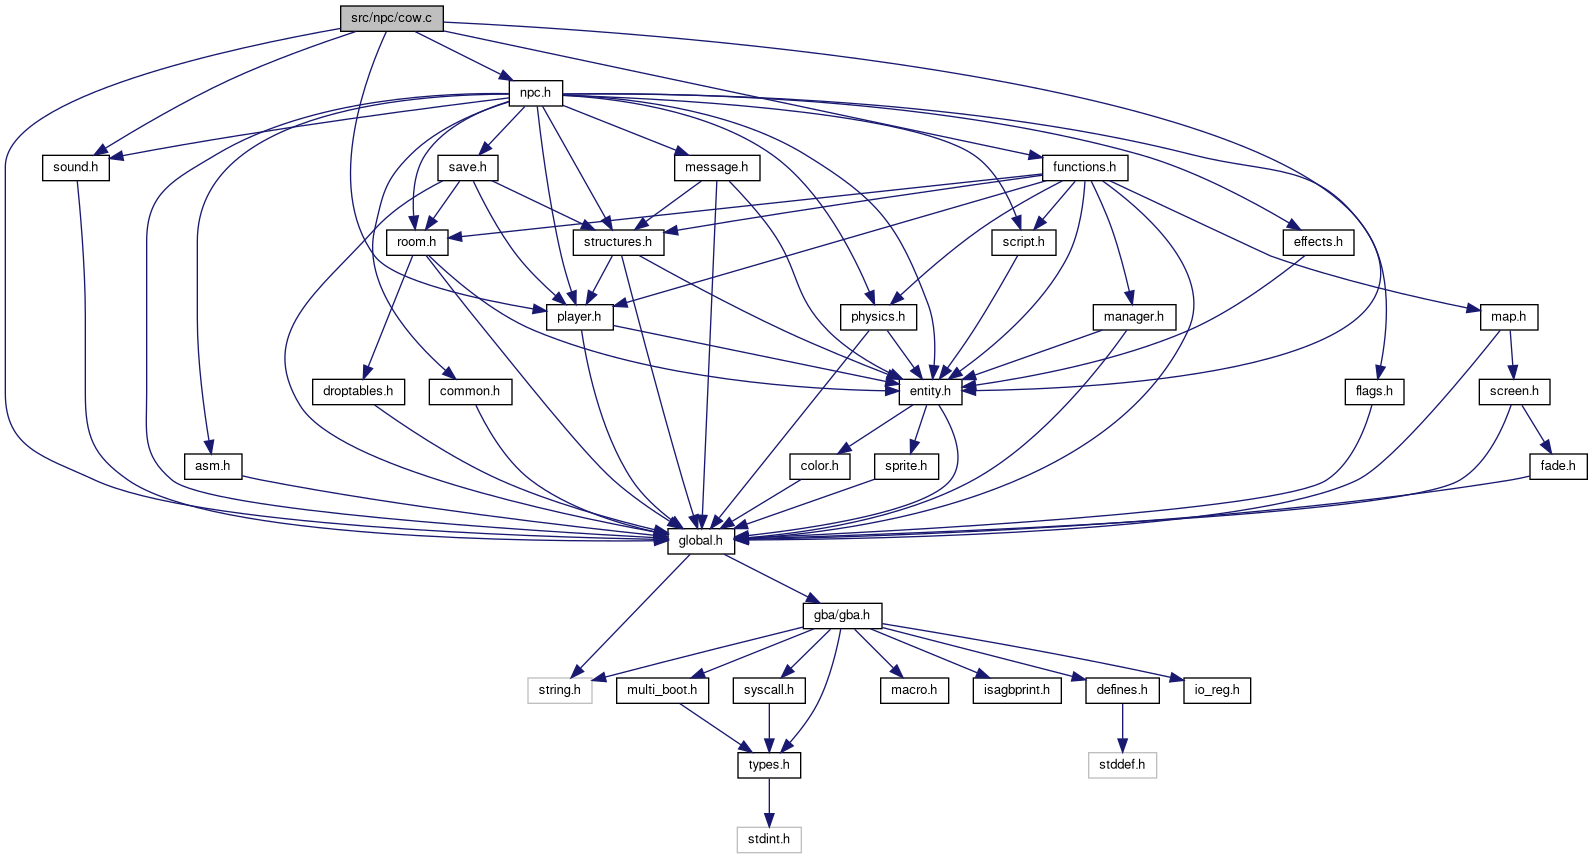 src/npc/cow.c
npc.h
sound.h
save.h
message.h
functions.h
room.h
structures.h
script.h
effects.h
player.h
physics.h
manager.h
map.h
droptables.h
common.h
entity.h
flags.h
screen.h
asm.h
color.h
sprite.h
fade.h
global.h
gba/gba.h
string.h
multi_boot.h
syscall.h
macro.h
isagbprint.h
defines.h
io_reg.h
types.h
stddef.h
stdint.h